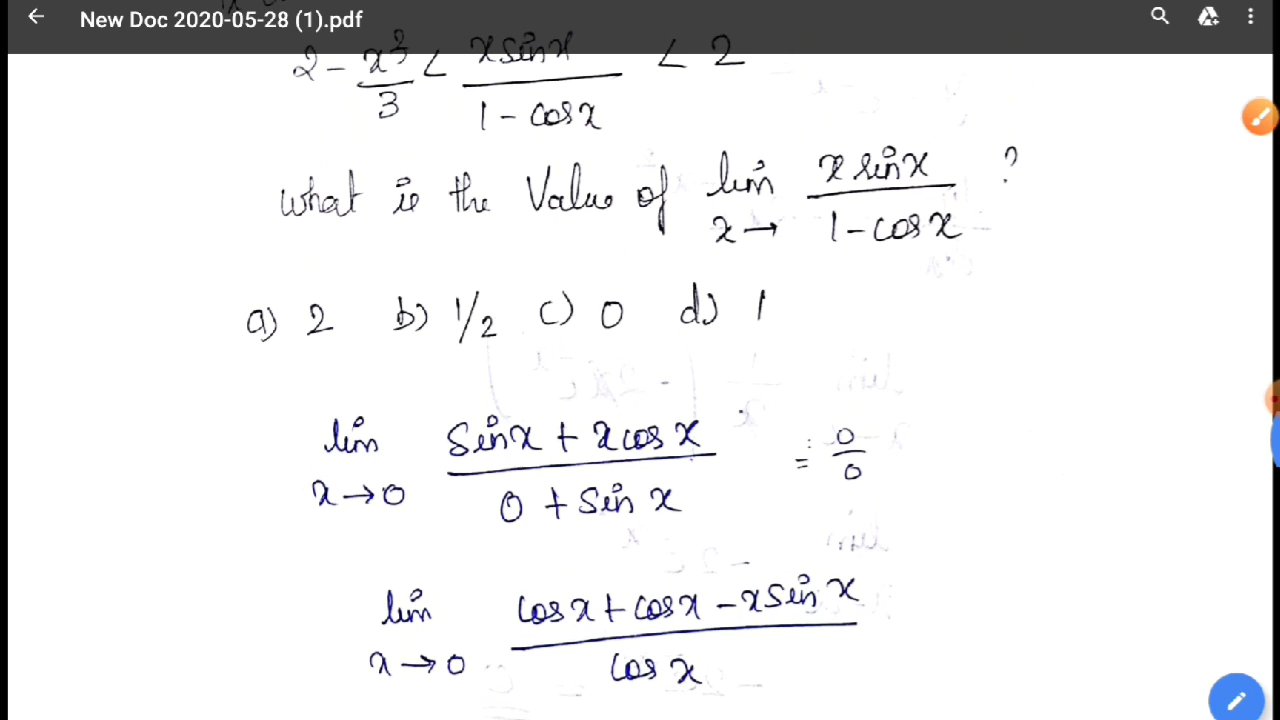 New Doc 2020-05-28 (1).pdf
2 - x²/3 < x sin x / 1 - cos x < 2
What is the Value of lim x→ x sin x / 1 - cos x ?
a) 2 b) 1/2 c) 0 d) 1
lim x→0 sin x + x cos x / 0 + sin x = 0/0
lim x→0 cos x + cos x - x sin x / cos x